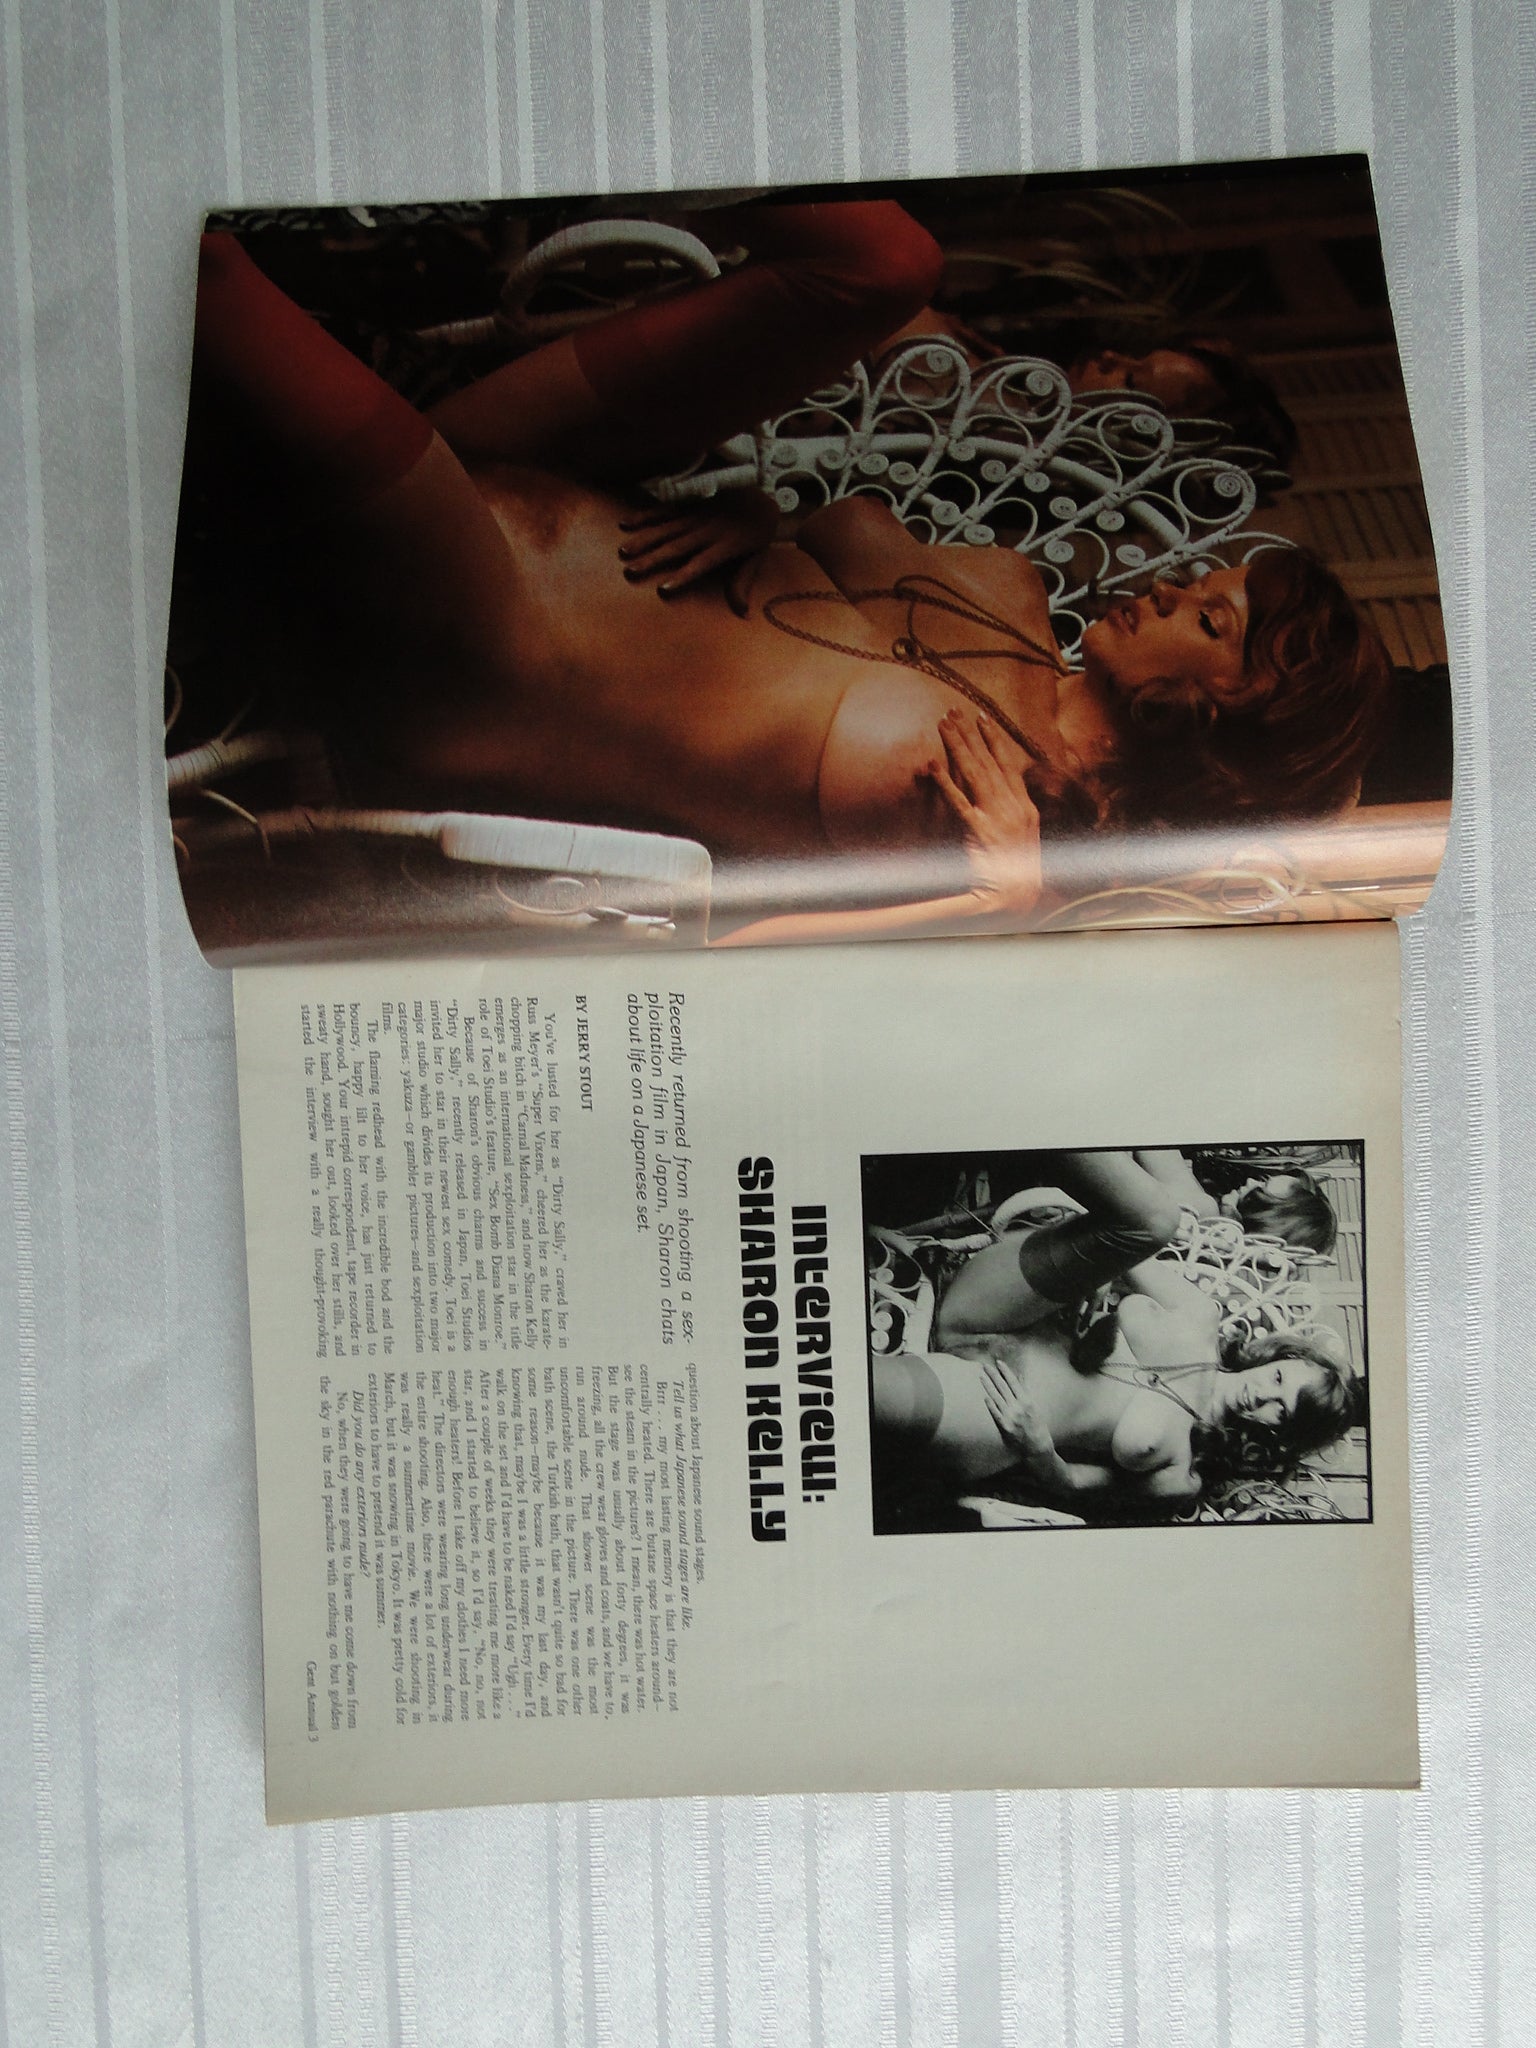 INTERVIEW:
SHARON KELLY
Recently returned from shooting a sex-
ploitation film in Japan, Sharon chats
about life on a Japanese set.
BY JERRY STOUT
You've lusted for her as "Dirty Sally," craved her in
Russ Meyer's "Super Vixens," cheered her as the karate-
chopping bitch in "Carnal Madness," and now Sharon Kelly
emerges as an international sexploitation star in the title
role of Toei Studio's feature, "Sex Bomb Diana Monroe."
Because of Sharon's obvious charms and success in
"Dirty Sally," recently released in Japan, Toei Studios
invited her to star in their newest sex comedy. Toei is a
major studio which divides its production into two major
categories: yakuza—or gambler pictures—and sexploitation
films.
The flaming redhead with the incredible bod and the
bouncy, happy lilt to her voice, has just returned to
Hollywood. Your intrepid correspondent, tape recorder in
sweaty hand, sought her out, looked over her stills, and
started the interview with a really thought-provoking
question about Japanese sound stages.
Tell us what Japanese sound stages are like.
Brr . . . my most lasting memory is that they are not
centrally heated. There are butane space heaters around—
see the steam in the pictures? I mean, there was hot water.
But the stage was usually about forty degrees, it was
freezing, all the crew wear gloves and coats, and we have to,
run around nude. That shower scene was the most
uncomfortable scene in the picture. There was one other
bath scene, the Turkish bath, that wasn't quite so bad for
some reason—maybe because it was my last day, and
knowing that, maybe I was a little stronger. Every time I'd
walk on the set and I'd have to be naked I'd say "Ugh . . ."
After a couple of weeks they were treating me more like a
star, and I started to believe it, so I'd say, "No, no, not
enough heaters! Before I take off my clothes I need more
heat." The directors were wearing long underwear during
the entire shooting. Also, there were a lot of exteriors, it
was really a summertime movie. We were shooting in
March, but it was snowing in Tokyo. It was pretty cold for
exteriors to have to pretend it was summer.
Did you do any exteriors nude?
No, when they were going to have me come down from
the sky in the red parachute with nothing on but golden
Gent Annual 3